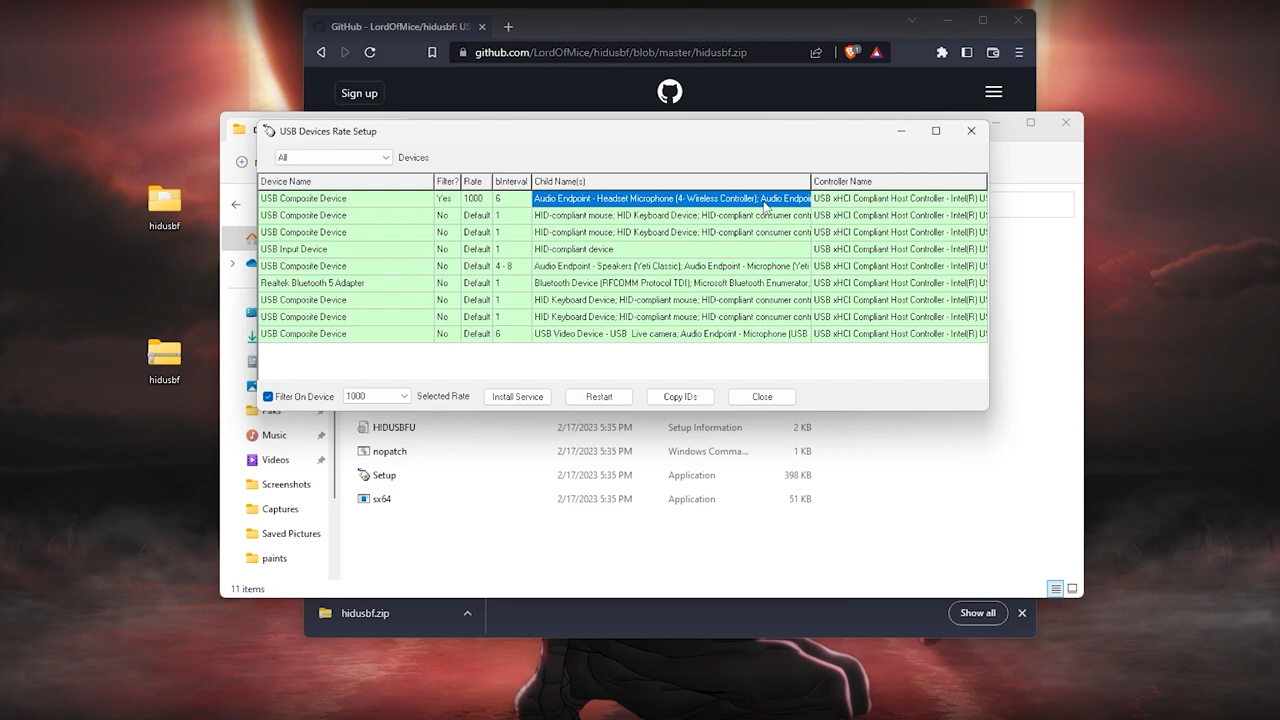 GitHub - LordOfMice/hidusbf: US
github.com/LordOfMice/hidusbf/blob/master/hidusbf.zip
1
Sign up
USB Devices Rate Setup
All
Devices
Device Name Filter? Rate bInterval Child Name(s) Controller Name
USB Composite Device Yes 1000 6 Audio Endpoint - Headset Microphone (4- Wireless Controller); Audio Endpoi USB xHCI Compliant Host Controller - Intel(R) US
USB Composite Device No Default 1 HID-compliant mouse; HID Keyboard Device; HID-compliant consumer cont USB xHCI Compliant Host Controller - Intel(R) US
USB Composite Device No Default 1 HID-compliant mouse; HID Keyboard Device; HID-compliant consumer cont USB xHCI Compliant Host Controller - Intel(R) US
USB Input Device No Default 1 HID-compliant device USB xHCI Compliant Host Controller - Intel(R) US
USB Composite Device No Default 4 - 8 Audio Endpoint - Speakers (Yeti Classic); Audio Endpoint - Microphone (Yeti USB xHCI Compliant Host Controller - Intel(R) US
Realtek Bluetooth 5 Adapter No Default 1 Bluetooth Device (RFCOMM Protocol TDI); Microsoft Bluetooth Enumerator; USB xHCI Compliant Host Controller - Intel(R) US
USB Composite Device No Default 1 HID Keyboard Device; HID-compliant mouse; HID-compliant consumer cont USB xHCI Compliant Host Controller - Intel(R) US
USB Composite Device No Default 1 HID Keyboard Device; HID-compliant mouse; HID-compliant consumer cont USB xHCI Compliant Host Controller - Intel(R) US
USB Composite Device No Default 6 USB Video Device - USB Live camera; Audio Endpoint - Microphone (USB USB xHCI Compliant Host Controller - Intel(R) US
Filter On Device 1000 Selected Rate Install Service Restart Copy IDs Close
hidusbf
hidusbf
Music
Videos
Screenshots
Captures
Saved Pictures
paints
HIDUSBFU 2/17/2023 5:35 PM Setup Information 2 KB
nopatch 2/17/2023 5:35 PM Windows Comma... 1 KB
Setup 2/17/2023 5:35 PM Application 398 KB
sx64 2/17/2023 5:35 PM Application 51 KB
11 items
hidusbf.zip
Show all